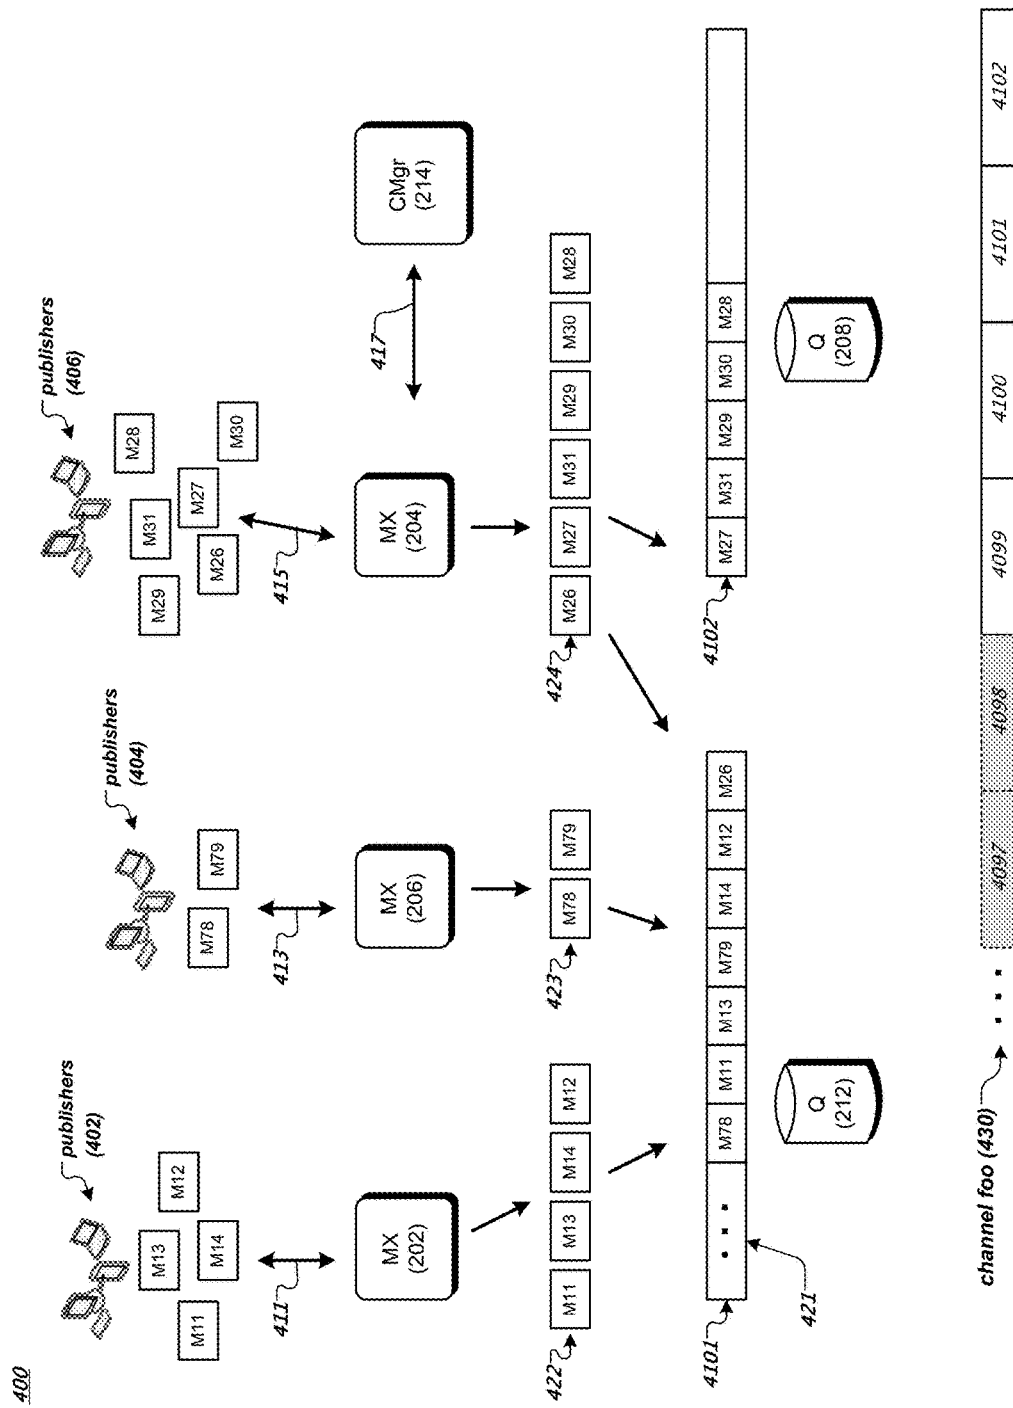 400
publishers
(402)
publishers
(404)
publishers
(406)
M11
M13
M14
M12
M78
M79
M29
M26
M31
M27
M28
M30
411
413
415
417
MX
(202)
MX
(206)
MX
(204)
CMgr
(214)
422
M11
M13
M14
M12
423
M78
M79
424
M26
M27
M31
M29
M30
M28
4101
• • •
M78
M11
M13
M79
M14
M12
M26
421
4102
M27
M31
M29
M30
M28
Q
(212)
Q
(208)
channel foo (430)
• • •
4097
4098
4099
4100
4101
4102